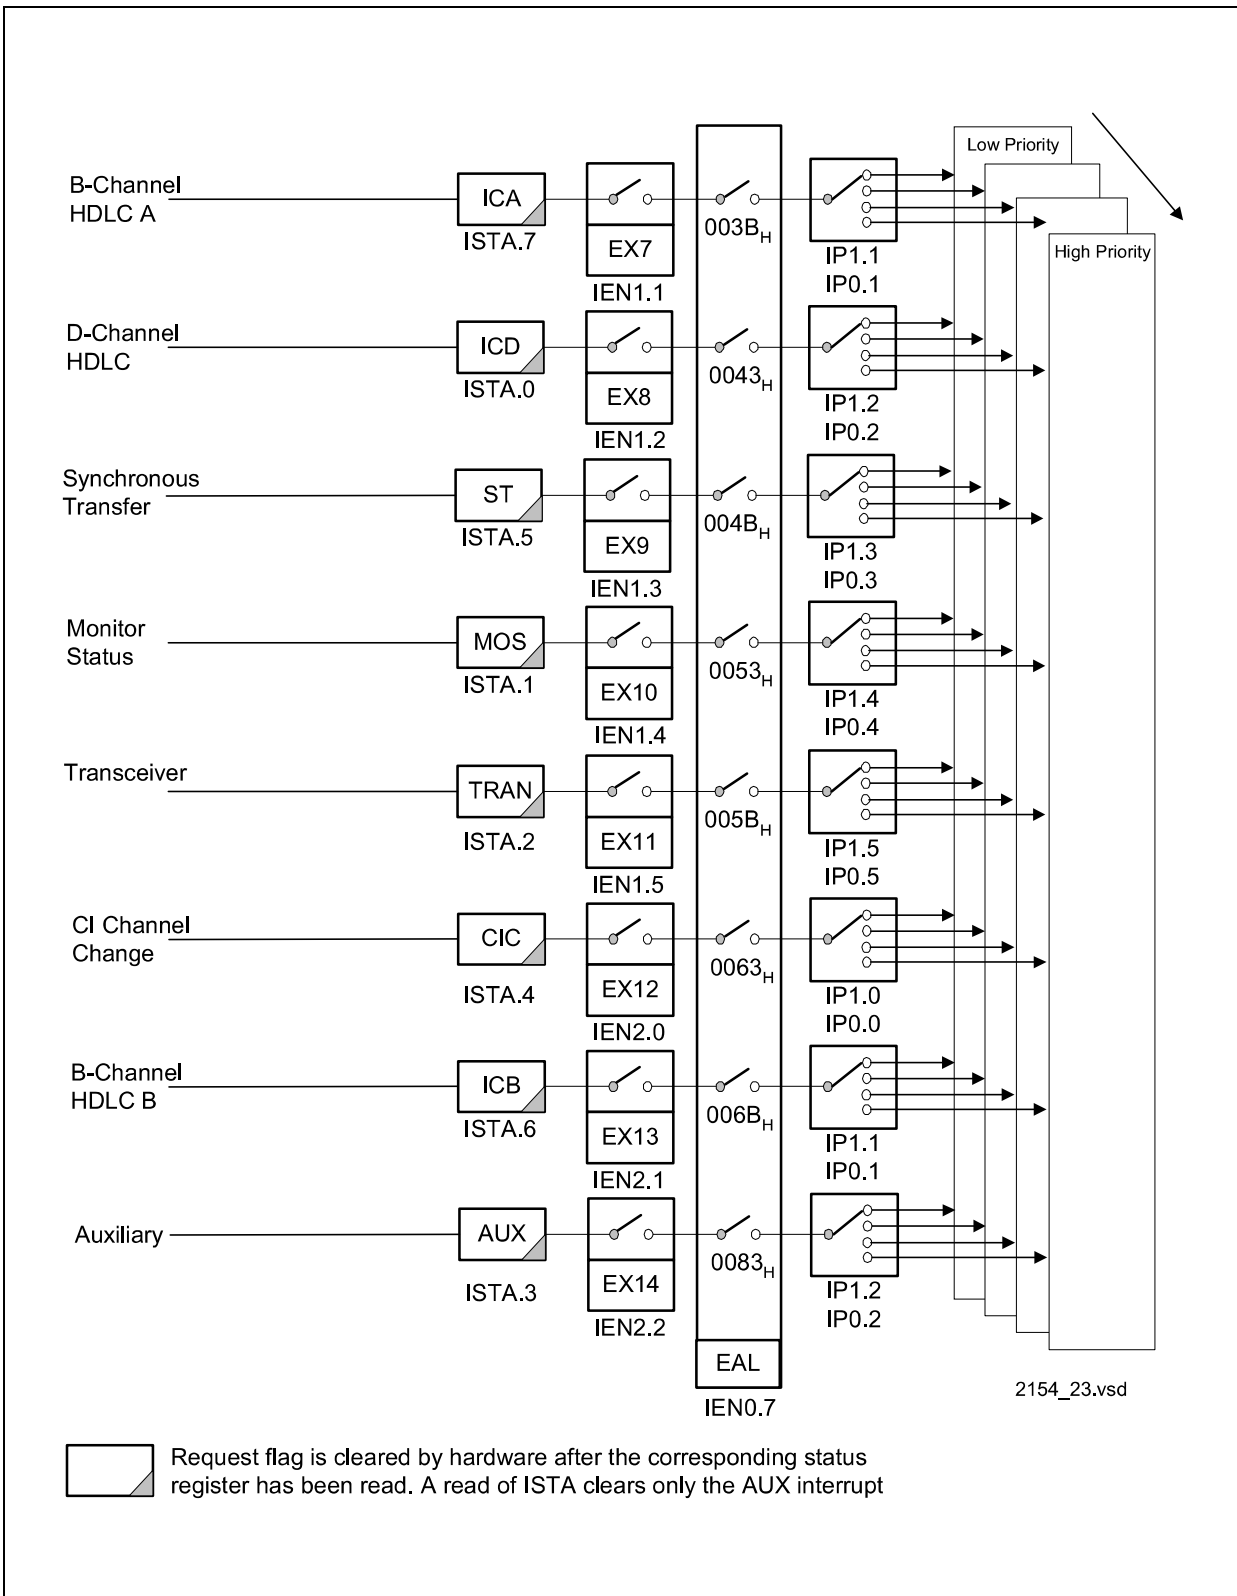 Low Priority
High Priority
B-Channel
HDLC A
ICA
ISTA.7
EX7
IEN1.1
003BH
IP1.1
IP0.1
D-Channel
HDLC
ICD
ISTA.0
EX8
IEN1.2
0043H
IP1.2
IP0.2
Synchronous
Transfer
ST
ISTA.5
EX9
IEN1.3
004BH
IP1.3
IP0.3
Monitor
Status
MOS
ISTA.1
EX10
IEN1.4
0053H
IP1.4
IP0.4
Transceiver
TRAN
ISTA.2
EX11
IEN1.5
005BH
IP1.5
IP0.5
CI Channel
Change
CIC
ISTA.4
EX12
IEN2.0
0063H
IP1.0
IP0.0
B-Channel
HDLC B
ICB
ISTA.6
EX13
IEN2.1
006BH
IP1.1
IP0.1
Auxiliary
AUX
ISTA.3
EX14
IEN2.2
0083H
IP1.2
IP0.2
EAL
IEN0.7
2154_23.vsd
Request flag is cleared by hardware after the corresponding status
register has been read. A read of ISTA clears only the AUX interrupt